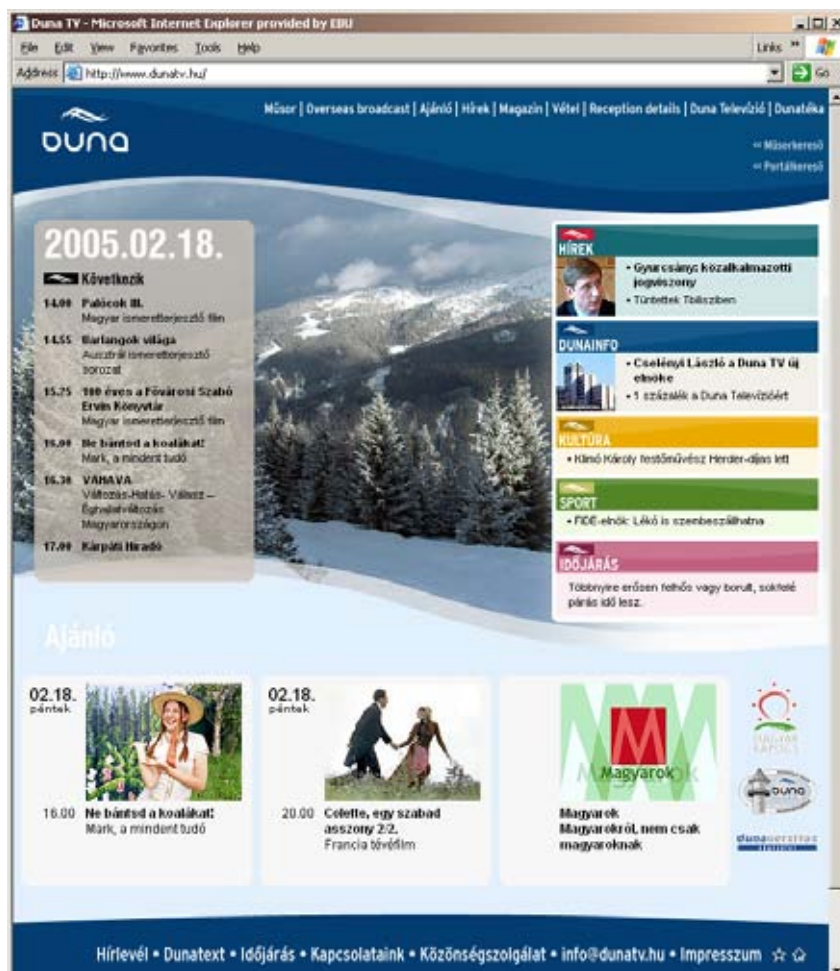 Duna TV - Microsoft Internet Explorer provided by EBU
File Edit View Favorites Tools Help
Links »
Address http://www.dunatv.hu/
Go
DUNA
Műsor | Overseas broadcast | Ajánló | Hírek | Magazin | Vétel | Reception details | Duna Televízió | Dunatéka
« Műsorkereső
« Portálkereső
2005.02.18.
Következik
14.00 Palócok III.
Magyar ismeretterjesztő film
14.55 Barlangok világa
Ausztrál ismeretterjesztő
sorozat
15.25 100 éves a Fővárosi Szabó
Ervin Könyvtár
Magyar ismeretterjesztő film
16.00 Ne bántsd a koalákat!
Mark, a mindent tudó
16.30 VAHAVA
Változás-Hatás- Válasz –
Éghajlatváltozás
Magyarországon
17.00 Kárpáti Híradó
HÍREK
• Gyurcsány: közalkalmazotti
jogviszony
• Tüntettek Tbilisziben
DUNAINFO
• Cselényi László a Duna TV új
elnöke
• 1 százalék a Duna Televízióért
KULTÚRA
• Klimó Károly festőművész Herder-díjas lett
SPORT
• FIDE-elnök: Lékó is szembeszállhatna
IDŐJÁRÁS
Többnyire erősen felhős vagy borult, sokfelé
párás idő lesz.
Ajánló
02.18.
péntek
16.00 Ne bántsd a koalákat!
Mark, a mindent tudó
02.18.
péntek
20.00 Colette, egy szabad
asszony 2/2.
Francia tévéfilm
M
Magyarok
Magyarok
Magyarokról, nem csak
magyaroknak
MAGYAR
KAPOCS
DUNA
dunaversitas
Hírlevél • Dunatext • Időjárás • Kapcsolataink • Közönségszolgálat • info@dunatv.hu • Impresszum